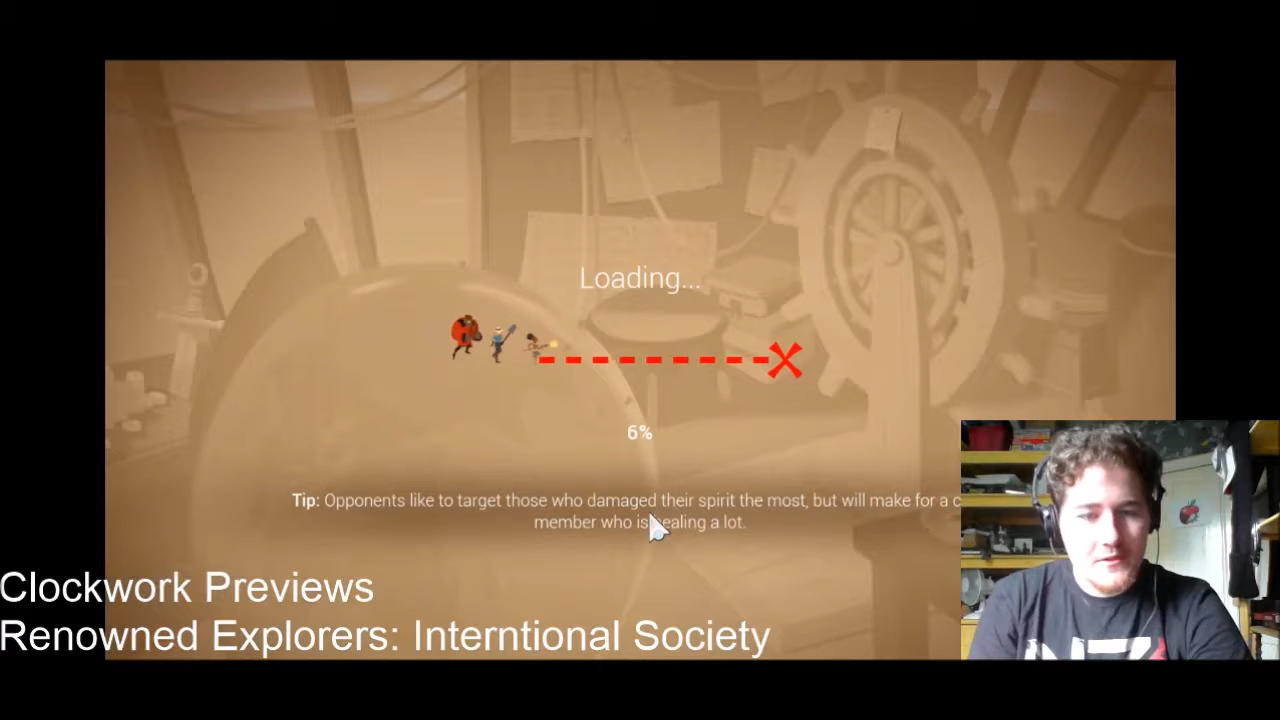 Loading...
6%
Tip: Opponents like to target those who damaged their spirit the most, but will make for a
member who is healing a lot.
Clockwork Previews
Renowned Explorers: Interntional Society